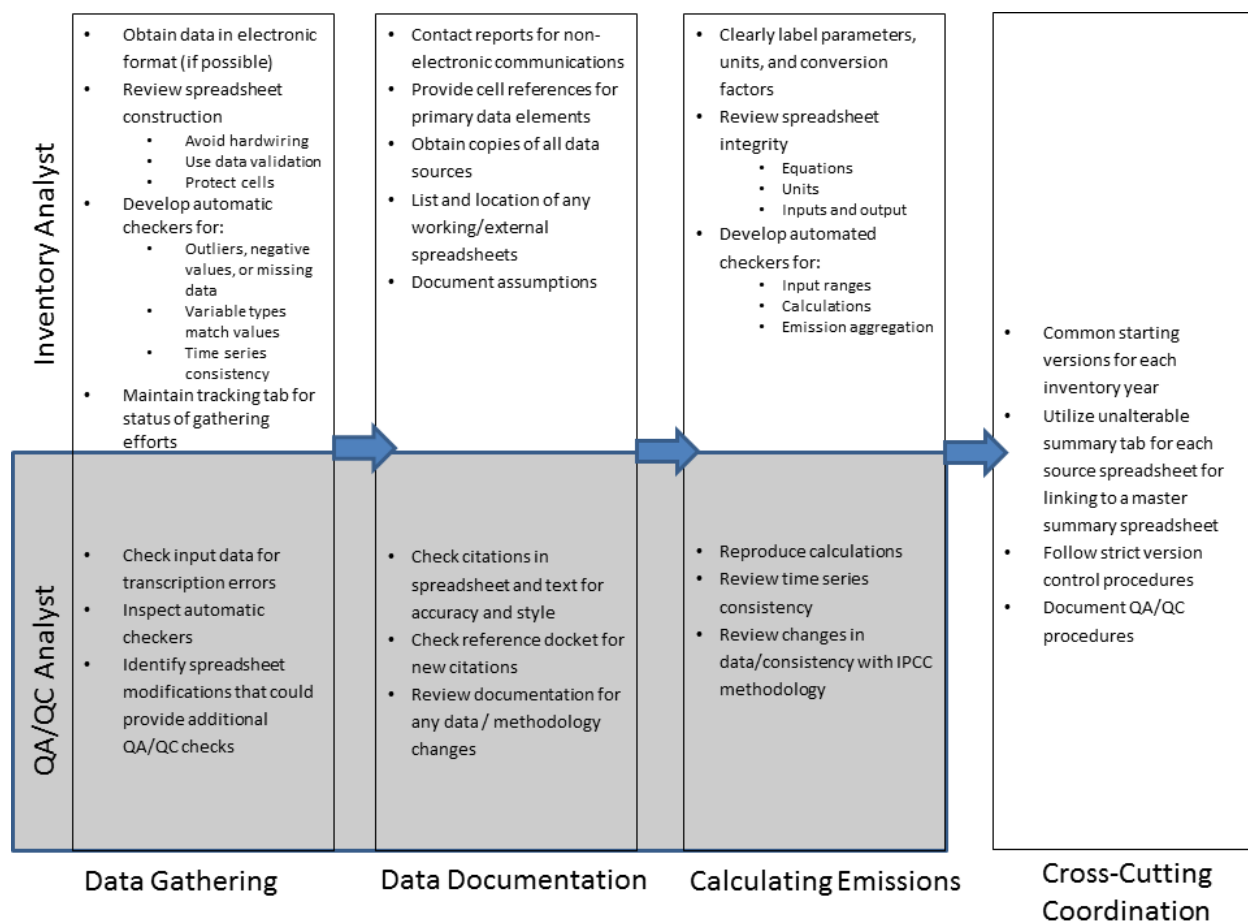 Inventory Analyst
• Obtain data in electronic
format (if possible)
• Review spreadsheet
construction
• Avoid hardwiring
• Use data validation
• Protect cells
• Develop automatic
checkers for:
• Outliers, negative
values, or missing
data
• Variable types
match values
• Time series
consistency
• Maintain tracking tab for
status of gathering
efforts
• Contact reports for non-
electronic communications
• Provide cell references for
primary data elements
• Obtain copies of all data
sources
• List and location of any
working/external
spreadsheets
• Document assumptions
• Clearly label parameters,
units, and conversion
factors
• Review spreadsheet
integrity
• Equations
• Units
• Inputs and output
• Develop automated
checkers for:
• Input ranges
• Calculations
• Emission aggregation
• Common starting
versions for each
inventory year
• Utilize unalterable
summary tab for each
source spreadsheet for
linking to a master
summary spreadsheet
• Follow strict version
control procedures
• Document QA/QC
procedures
QA/QC Analyst
• Check input data for
transcription errors
• Inspect automatic
checkers
• Identify spreadsheet
modifications that could
provide additional
QA/QC checks
• Check citations in
spreadsheet and text for
accuracy and style
• Check reference docket for
new citations
• Review documentation for
any data / methodology
changes
• Reproduce calculations
• Review time series
consistency
• Review changes in
data/consistency with IPCC
methodology
Data Gathering
Data Documentation
Calculating Emissions
Cross-Cutting
Coordination